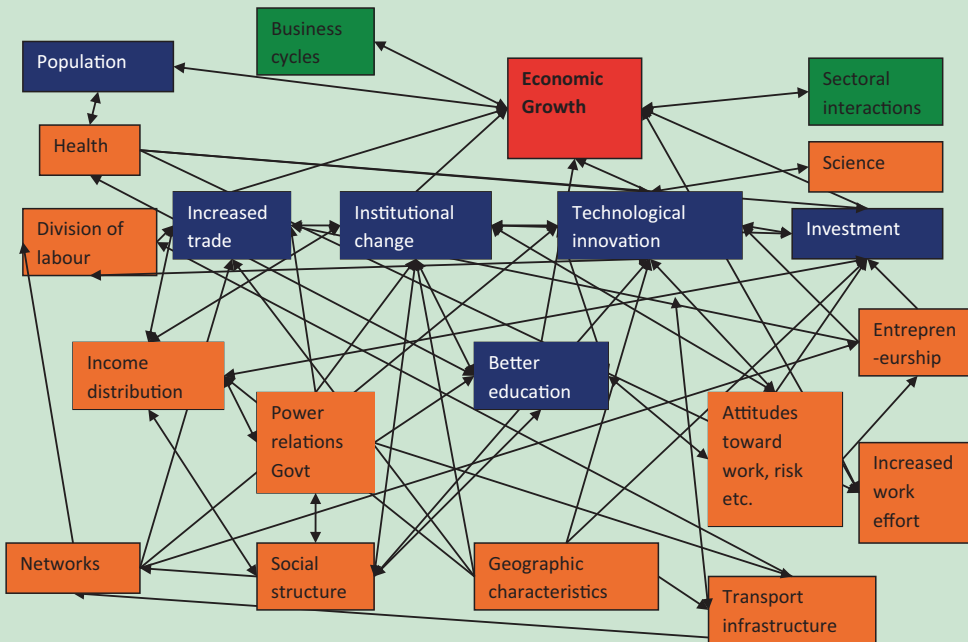 Business
cycles
Population
Economic
Growth
Sectoral
interactions
Health
Science
Division of
labour
Increased
trade
Institutional
change
Technological
innovation
Investment
Income
distribution
Better
education
Entrepren
-eurship
Power
relations
Govt
Attitudes
toward
work, risk
etc.
Increased
work
effort
Networks
Social
structure
Geographic
characteristics
Transport
infrastructure